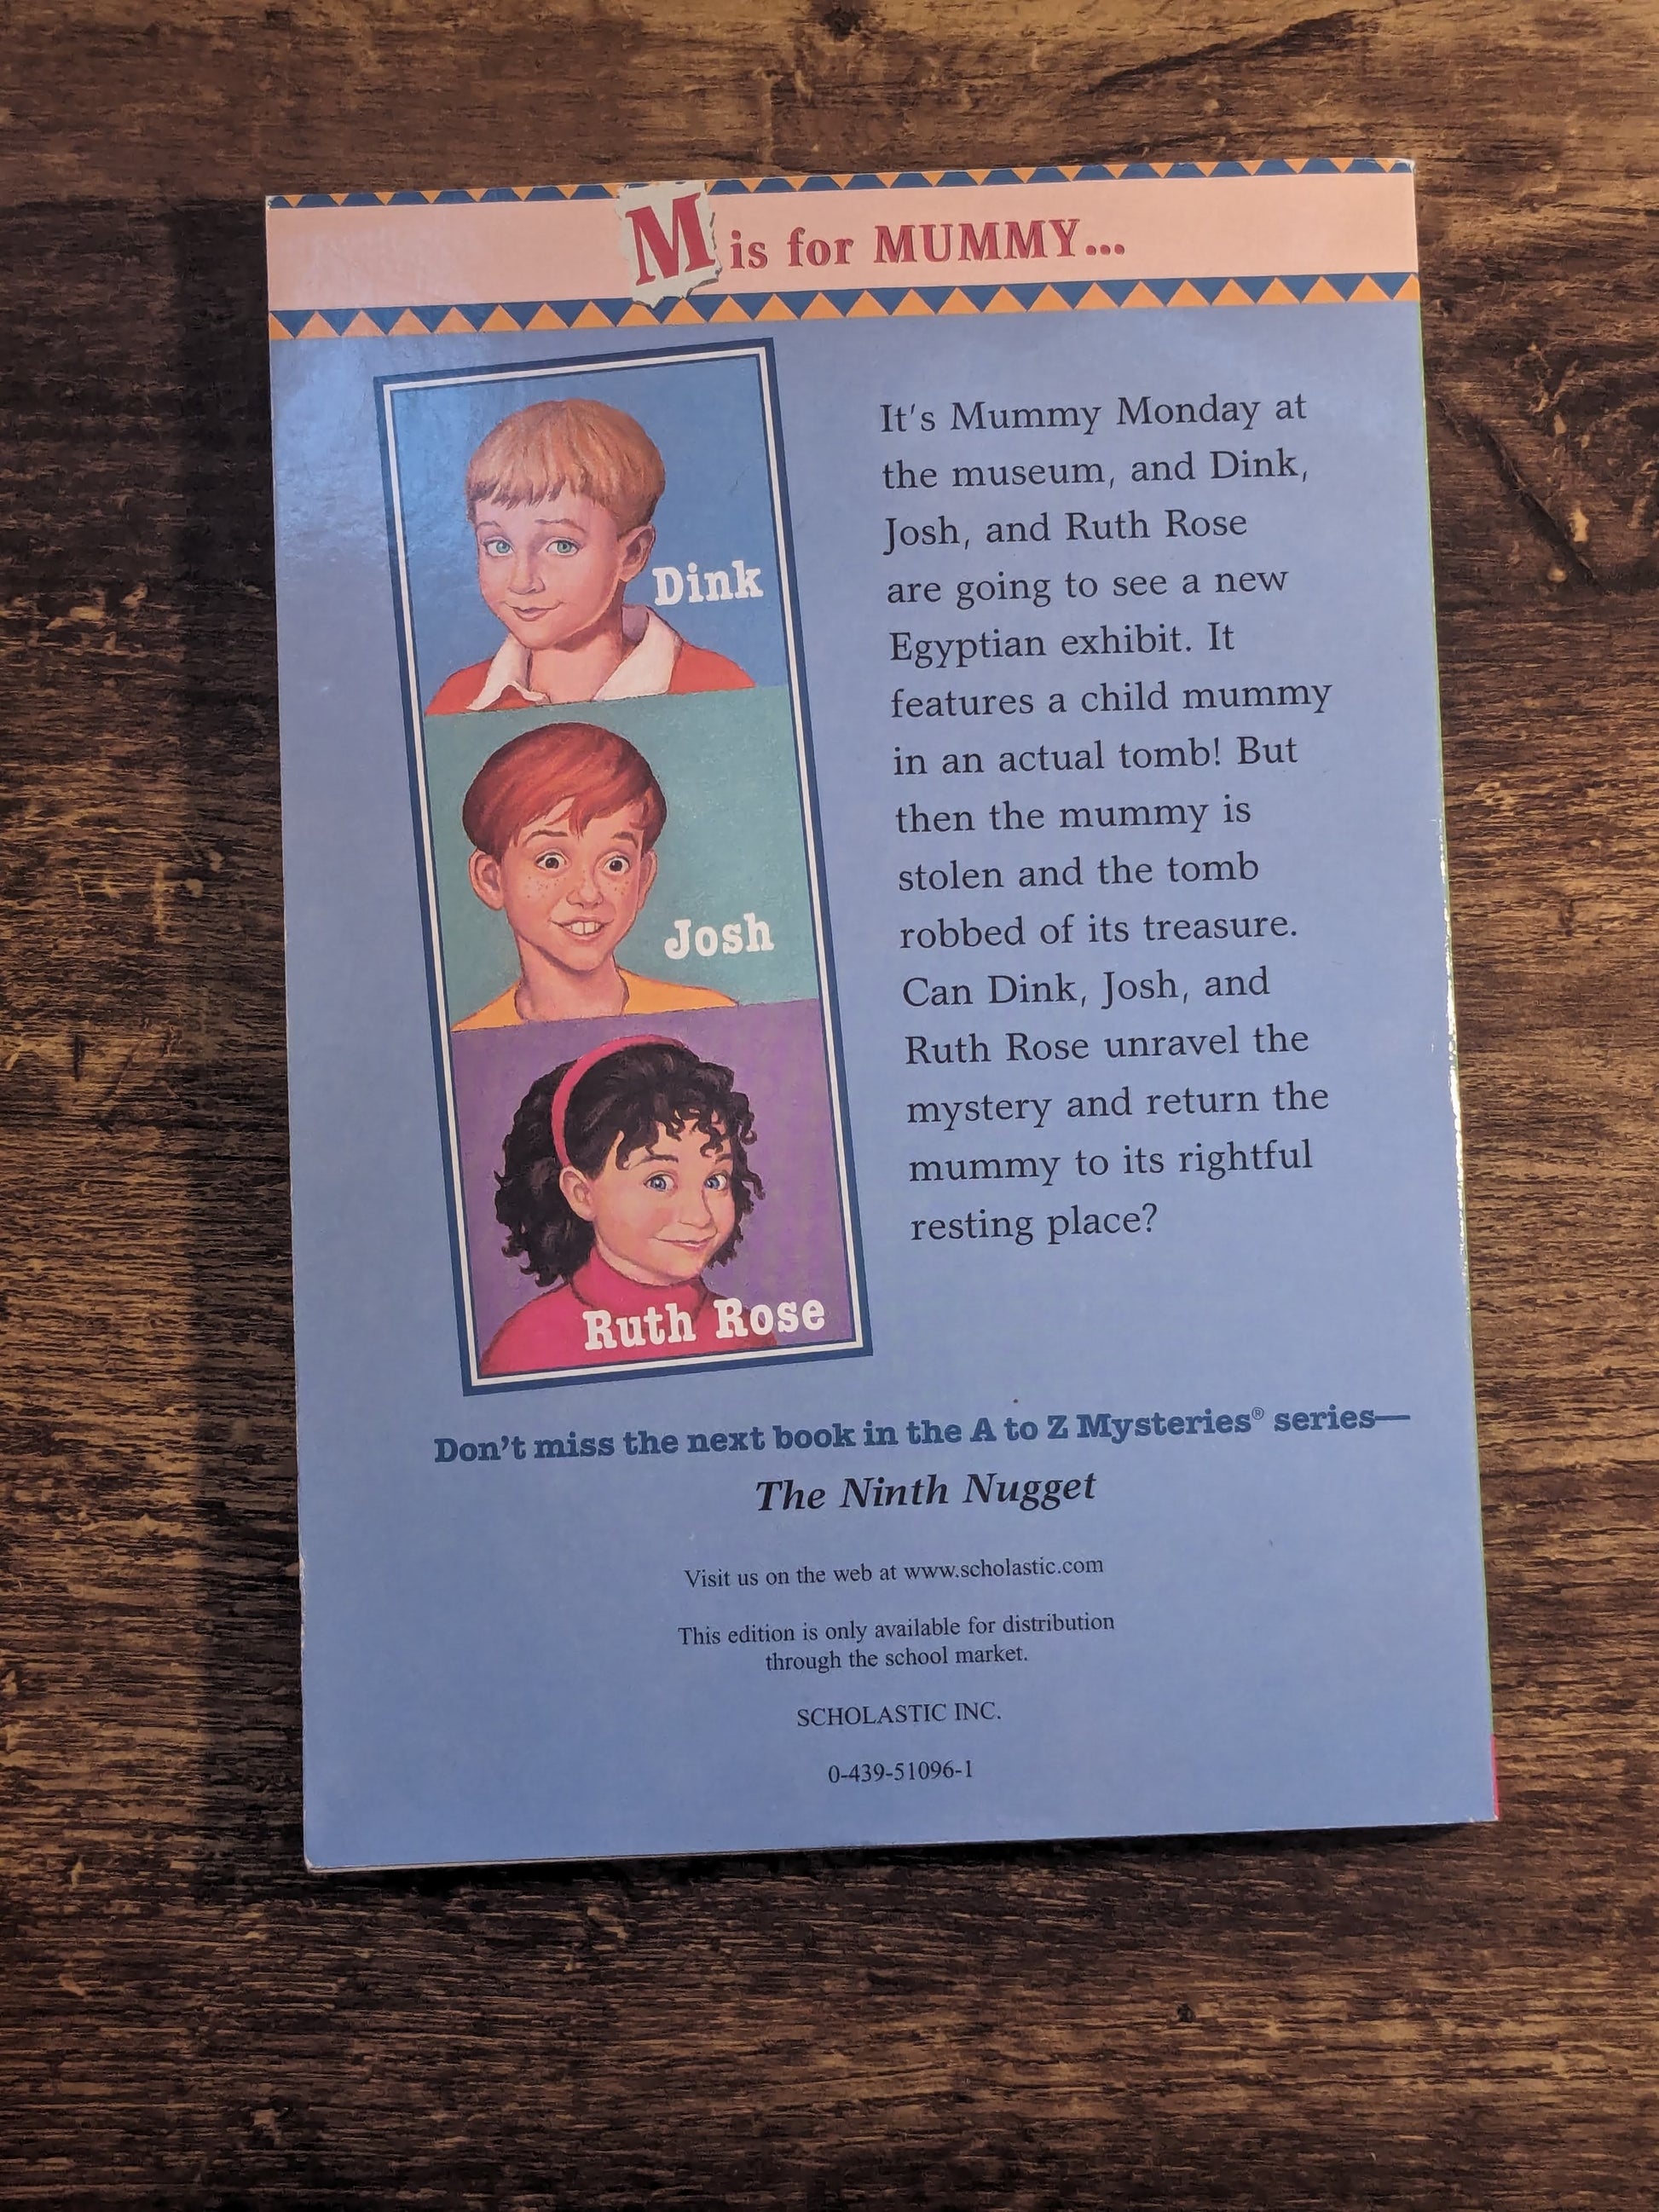 M is for MUMMY...
Dink
Josh
Ruth Rose
It's Mummy Monday at
the museum, and Dink,
Josh, and Ruth Rose
are going to see a new
Egyptian exhibit. It
features a child mummy
in an actual tomb! But
then the mummy is
stolen and the tomb
robbed of its treasure.
Can Dink, Josh, and
Ruth Rose unravel the
mystery and return the
mummy to its rightful
resting place?
Don't miss the next book in the A to Z Mysteries® series—
The Ninth Nugget
Visit us on the web at www.scholastic.com
This edition is only available for distribution
through the school market.
SCHOLASTIC INC.
0-439-51096-1